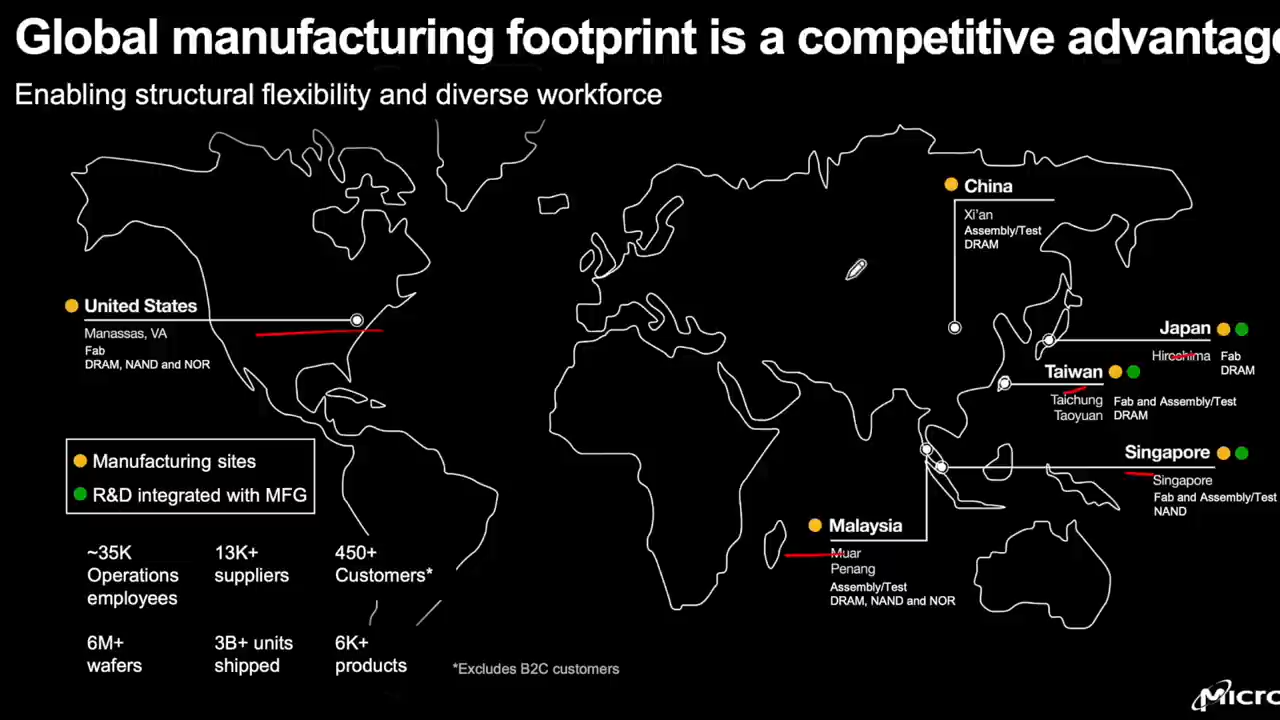 Global manufacturing footprint is a competitive advantage
Enabling structural flexibility and diverse workforce
China
Xi'an
Assembly/Test
DRAM
United States
Manassas, VA
Fab
DRAM, NAND and NOR
Japan
Hiroshima
Fab
DRAM
Taiwan
Taichung
Taoyuan
Fab and Assembly/Test
DRAM
Singapore
Singapore
Fab and Assembly/Test
NAND
Malaysia
Muar
Penang
Assembly/Test
DRAM, NAND and NOR
Manufacturing sites
R&D integrated with MFG
~35K
Operations
employees
13K+
suppliers
450+
Customers*
6M+
wafers
3B+ units
shipped
6K+
products
*Excludes B2C customers
Micro